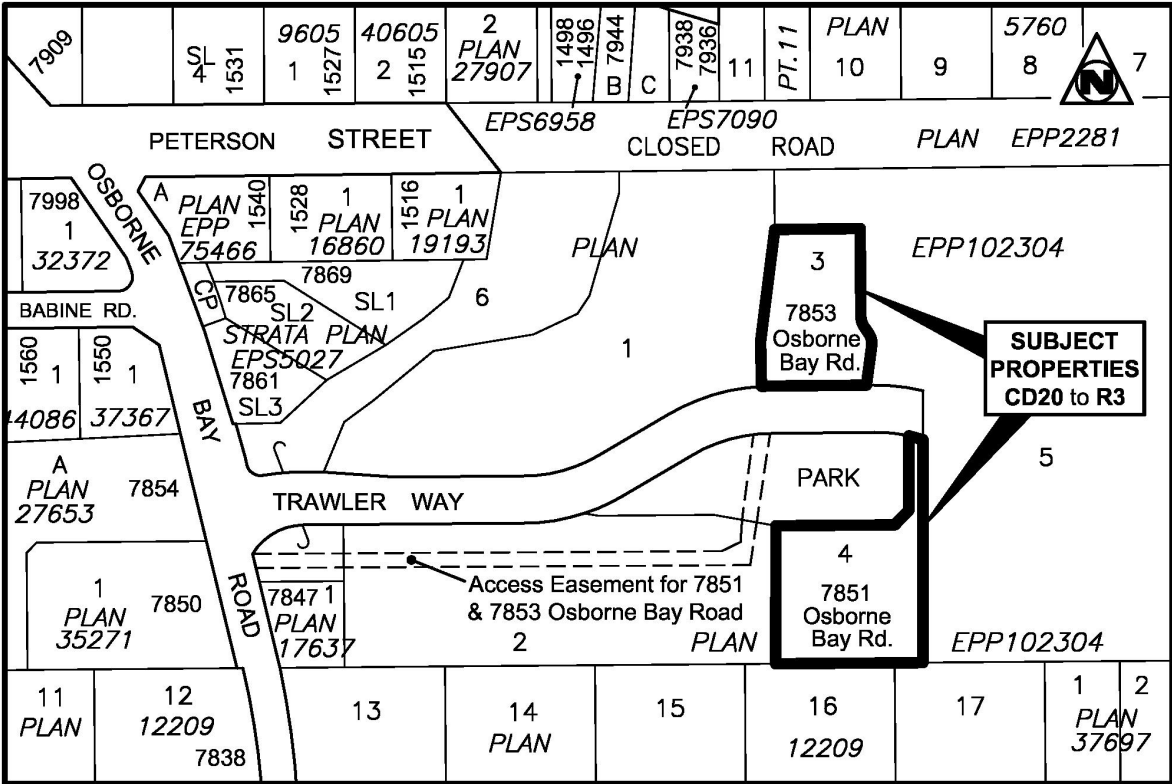 7909
SL
4
1531
9605
1
1527
40605
2
1515
2
PLAN
27907
1498
1496
7944
B
C
7938
7936
11
PT.11
PLAN
10
9
5760
8
N
7
PETERSON STREET
EPS6958
EPS7090
CLOSED ROAD
PLAN EPP2281
OSBORNE
BAY
ROAD
7998
1
32372
A
PLAN
EPP
75466
1540
1528
1
PLAN
16860
1516
1
PLAN
19193
PLAN
EPP102304
BABINE RD.
CP
7869
SL1
7865
SL2
STRATA PLAN
EPS5027
7861
SL3
6
1
3
7853
Osborne
Bay Rd.
SUBJECT
PROPERTIES
CD20 to R3
1560
1
44086
1550
1
37367
5
A
PLAN
27653
7854
TRAWLER WAY
PARK
4
7851
Osborne
Bay Rd.
Access Easement for 7851
& 7853 Osborne Bay Road
1
PLAN
35271
7850
7847
1
PLAN
17637
2
PLAN
EPP102304
11
PLAN
12
12209
7838
13
14
PLAN
15
16
12209
17
1
2
PLAN
37697